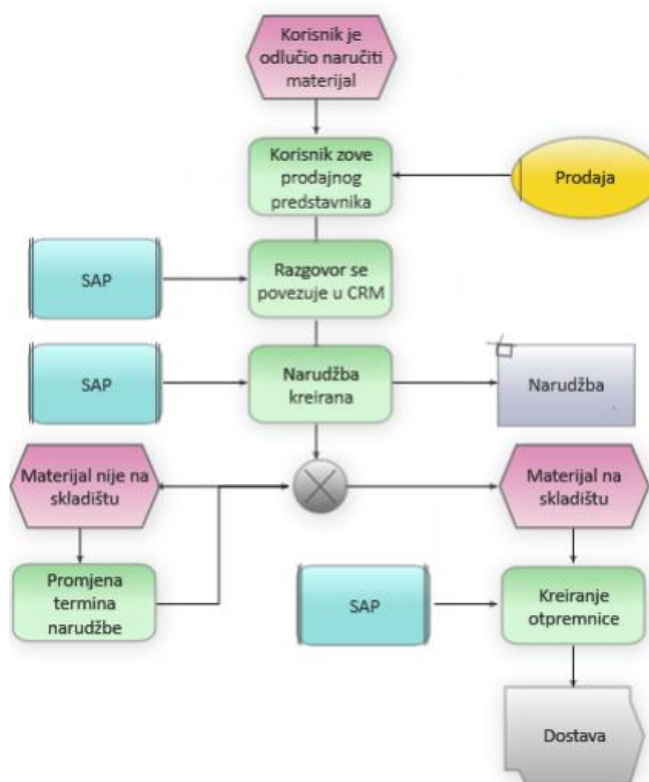 Korisnik je
odlučio naručiti
materijal
Korisnik zove
prodajnog
predstavnika
Prodaja
SAP
Razgovor se
povezuje u CRM
SAP
Narudžba
kreirana
Narudžba
Materijal nije na
skladištu
Materijal na
skladištu
Promjena
termina
narudžbe
SAP
Kreiranje
otpremnice
Dostava